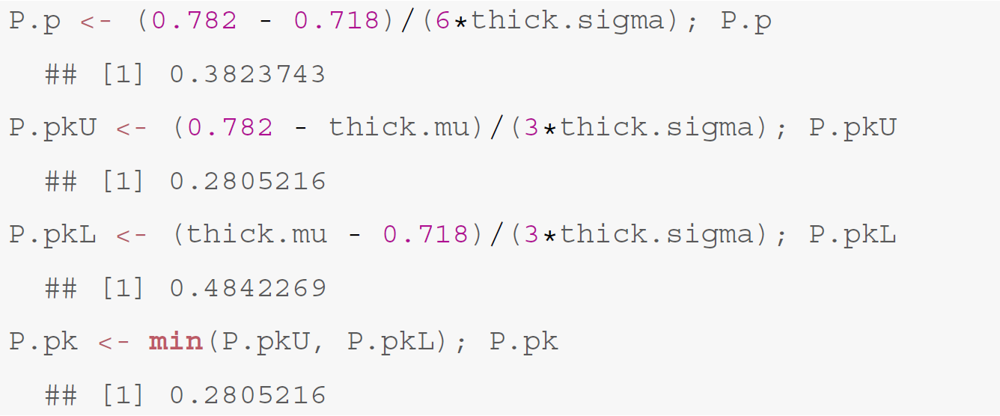 P.p <- (0.782 - 0.718)/(6*thick.sigma); P.p
## [1] 0.3823743
P.pkU <- (0.782 - thick.mu)/(3*thick.sigma); P.pkU
## [1] 0.2805216
P.pkL <- (thick.mu - 0.718)/(3*thick.sigma); P.pkL
## [1] 0.4842269
P.pk <- min(P.pkU, P.pkL); P.pk
## [1] 0.2805216